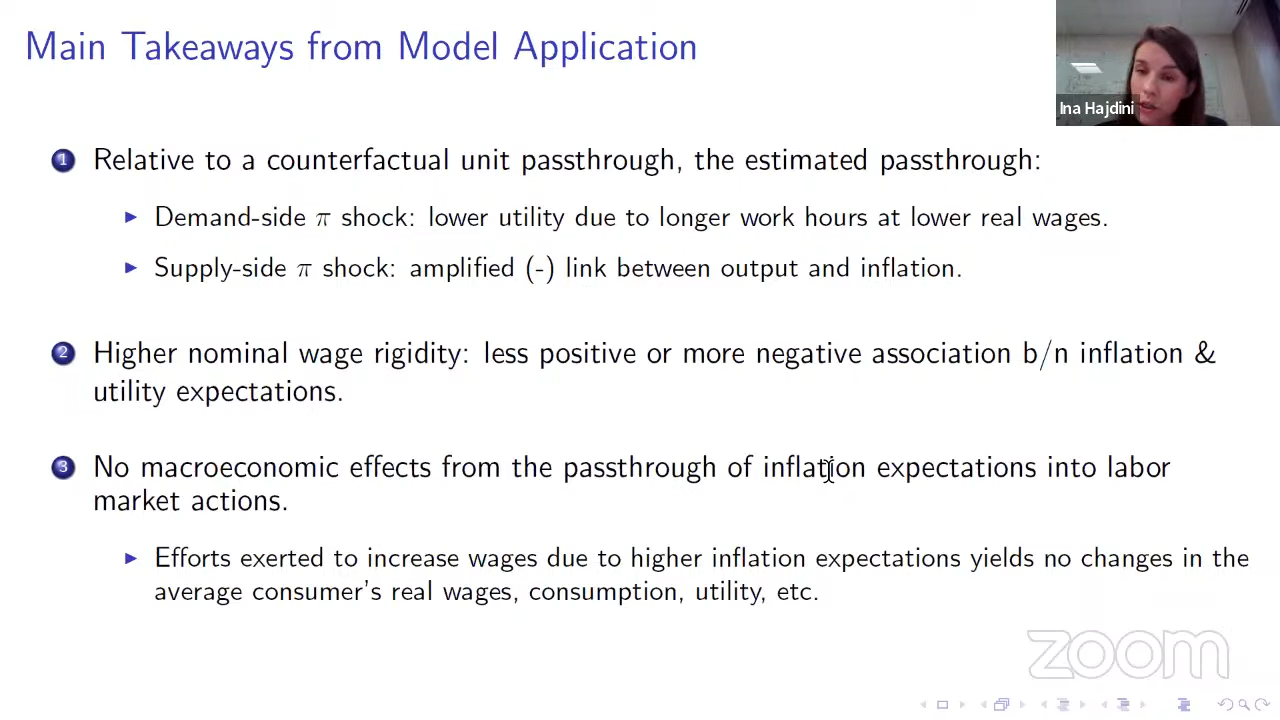 Main Takeaways from Model Application
Ina Hajdini
1 Relative to a counterfactual unit passthrough, the estimated passthrough:
▶ Demand-side π shock: lower utility due to longer work hours at lower real wages.
▶ Supply-side π shock: amplified (-) link between output and inflation.
2 Higher nominal wage rigidity: less positive or more negative association b/n inflation &
utility expectations.
3 No macroeconomic effects from the passthrough of inflation expectations into labor
market actions.
▶ Efforts exerted to increase wages due to higher inflation expectations yields no changes in the
average consumer's real wages, consumption, utility, etc.
zoom